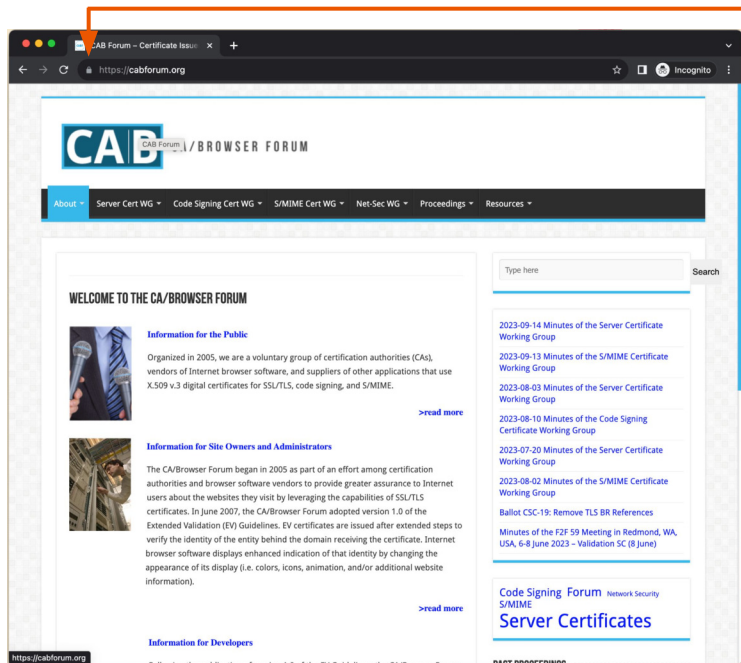 CAB Forum – Certificate Issue
https://cabforum.org
Incognito
CAB
CAB Forum
/BROWSER FORUM
About
Server Cert WG
Code Signing Cert WG
S/MIME Cert WG
Net-Sec WG
Proceedings
Resources
WELCOME TO THE CA/BROWSER FORUM
Information for the Public
Organized in 2005, we are a voluntary group of certification authorities (CAs),
vendors of Internet browser software, and suppliers of other applications that use
X.509 v.3 digital certificates for SSL/TLS, code signing, and S/MIME.
>read more
Information for Site Owners and Administrators
The CA/Browser Forum began in 2005 as part of an effort among certification
authorities and browser software vendors to provide greater assurance to Internet
users about the websites they visit by leveraging the capabilities of SSL/TLS
certificates. In June 2007, the CA/Browser Forum adopted version 1.0 of the
Extended Validation (EV) Guidelines. EV certificates are issued after extended steps to
verify the identity of the entity behind the domain receiving the certificate. Internet
browser software displays enhanced indication of that identity by changing the
appearance of its display (i.e. colors, icons, animation, and/or additional website
information).
>read more
Information for Developers
Type here
Search
2023-09-14 Minutes of the Server Certificate
Working Group
2023-09-13 Minutes of the S/MIME Certificate
Working Group
2023-08-03 Minutes of the Server Certificate
Working Group
2023-08-10 Minutes of the Code Signing
Certificate Working Group
2023-07-20 Minutes of the Server Certificate
Working Group
2023-08-02 Minutes of the S/MIME Certificate
Working Group
Ballot CSC-19: Remove TLS BR References
Minutes of the F2F 59 Meeting in Redmond, WA,
USA, 6-8 June 2023 – Validation SC (8 June)
Code Signing Forum Network Security
S/MIME
Server Certificates
https://cabforum.org